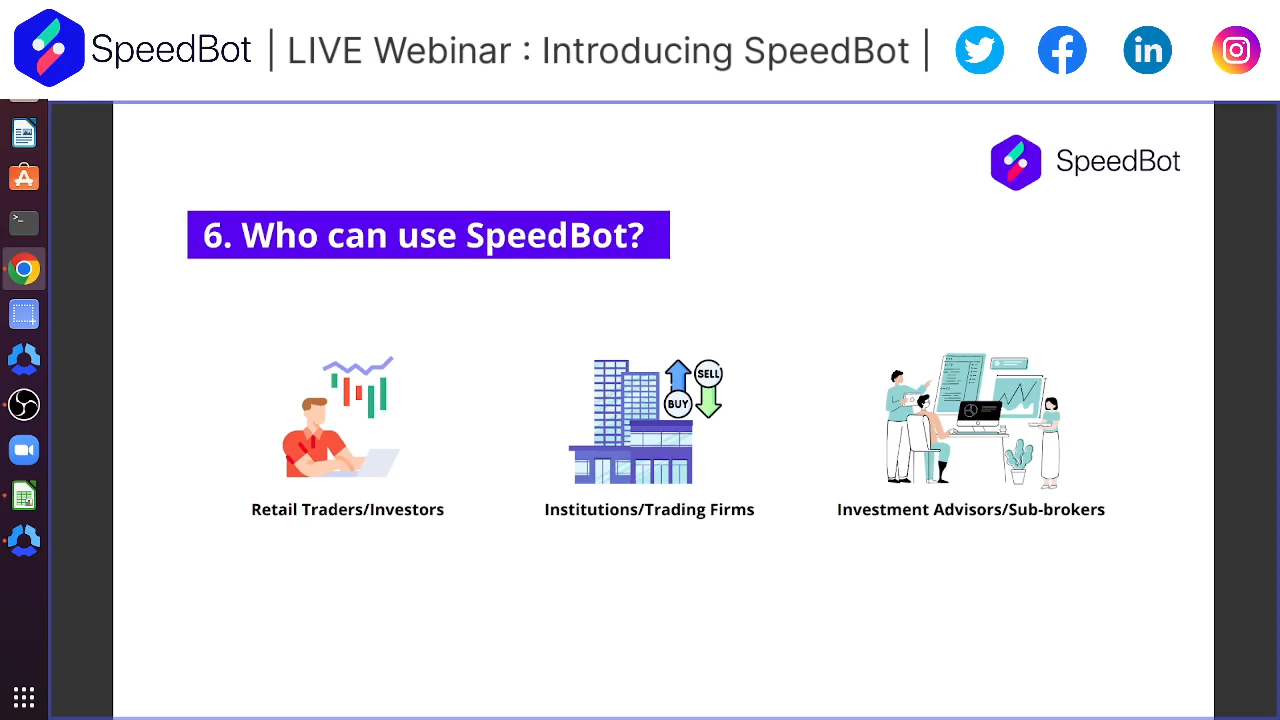 SpeedBot | LIVE Webinar : Introducing SpeedBot |
SpeedBot
6. Who can use SpeedBot?
SELL
BUY
Retail Traders/Investors
Institutions/Trading Firms
Investment Advisors/Sub-brokers